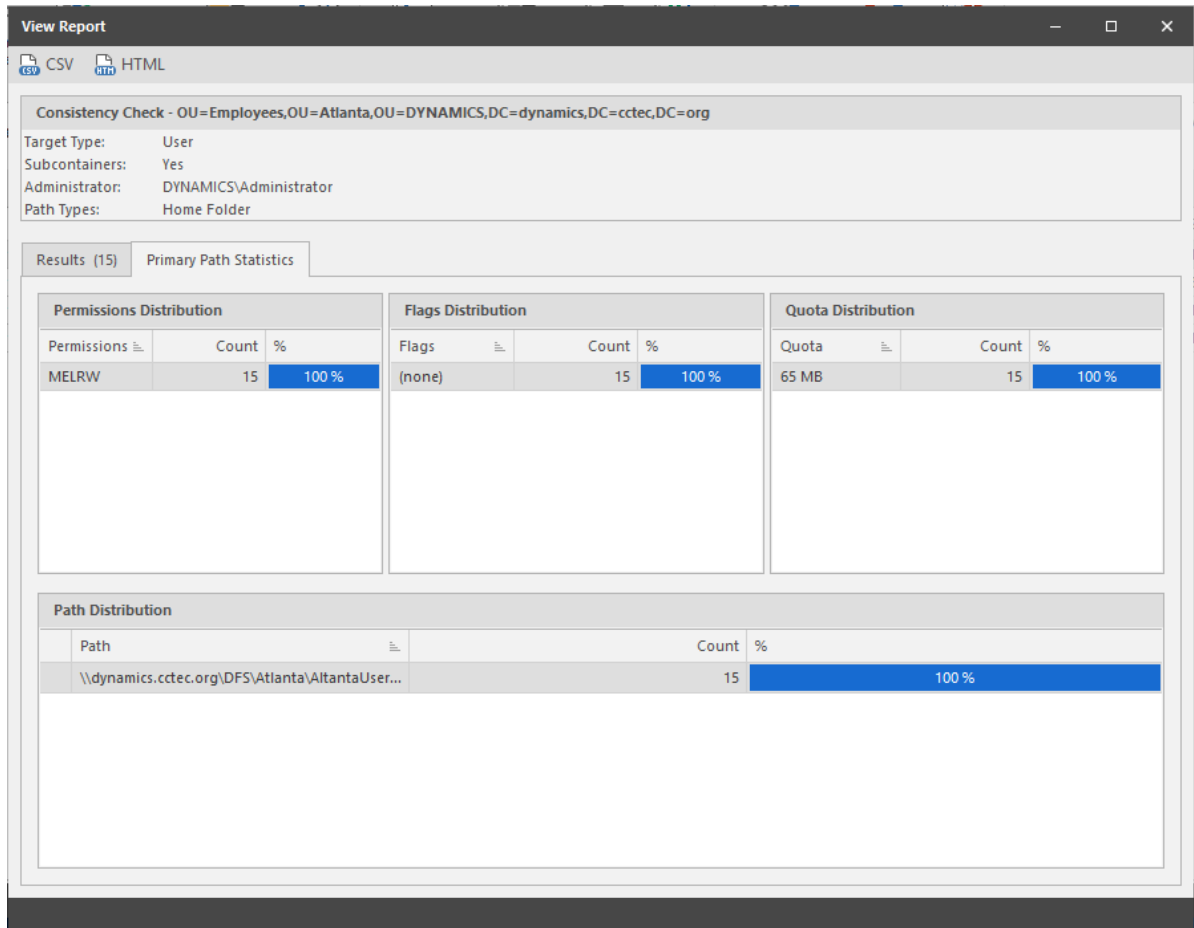 View Report
CSV HTML
Consistency Check - OU=Employees,OU=Atlanta,OU=DYNAMICS,DC=dynamics,DC=cctec,DC=org
Target Type: User
Subcontainers: Yes
Administrator: DYNAMICS\Administrator
Path Types: Home Folder
Results (15) Primary Path Statistics
Permissions Distribution Flags Distribution Quota Distribution
Permissions Count % Flags Count % Quota Count %
MELRW 15 100 % (none) 15 100 % 65 MB 15 100 %
Path Distribution
Path Count %
\\dynamics.cctec.org\DFS\Atlanta\AltantaUser... 15 100 %